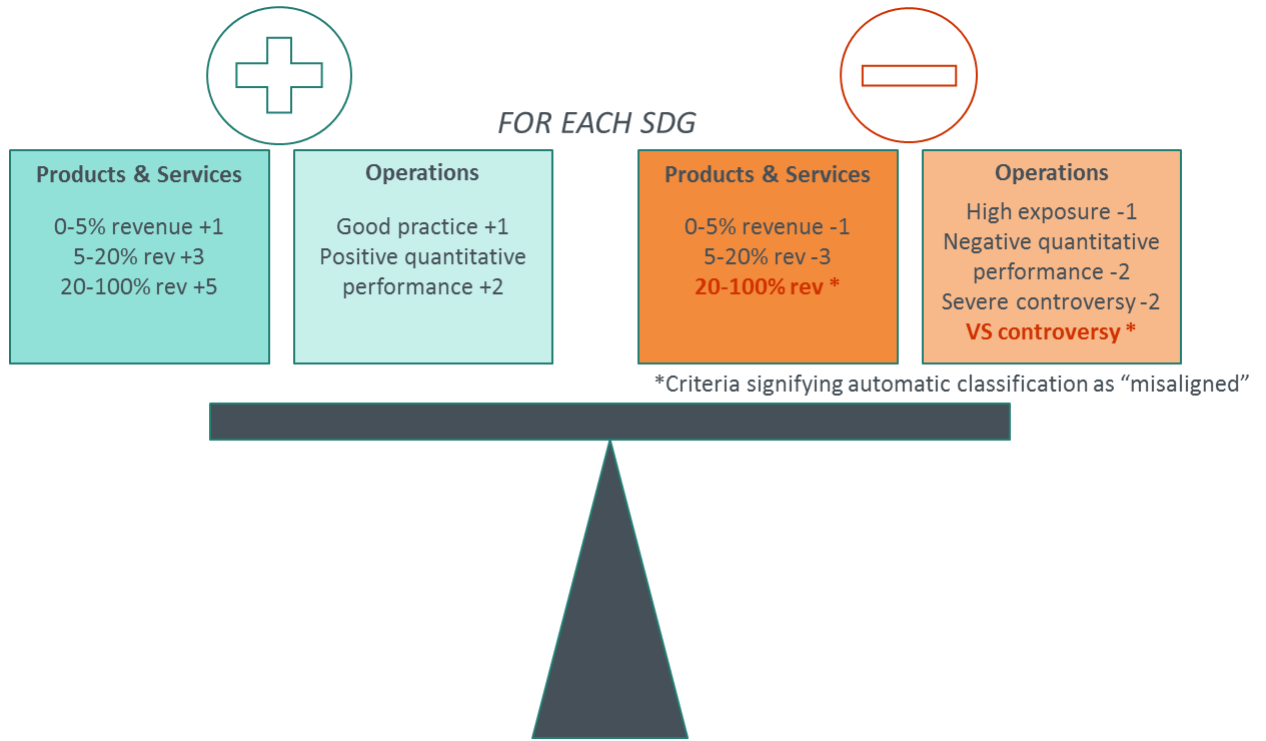 FOR EACH SDG
Products & Services
0-5% revenue +1
5-20% rev +3
20-100% rev +5
Operations
Good practice +1
Positive quantitative
performance +2
Products & Services
0-5% revenue -1
5-20% rev -3
20-100% rev *
Operations
High exposure -1
Negative quantitative
performance -2
Severe controversy -2
VS controversy *
*Criteria signifying automatic classification as “misaligned”